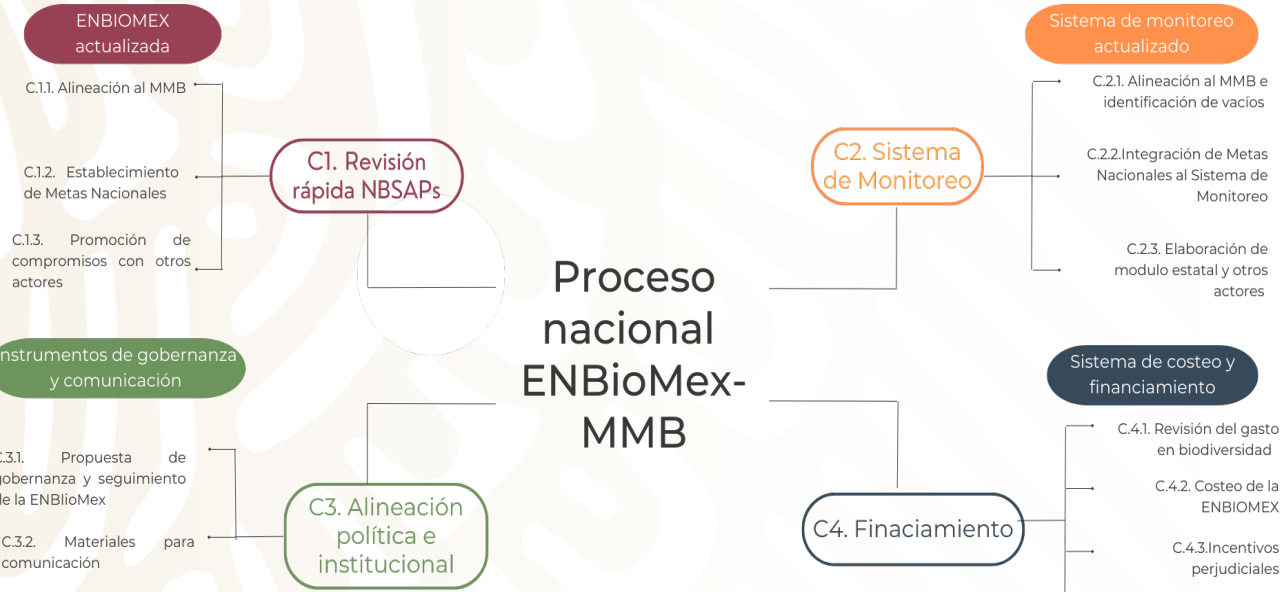 ENBIOMEX
actualizada
C.1.1. Alineación al MMB
C.1.2. Establecimiento
de Metas Nacionales
C.1.3. Promoción de
compromisos con otros
actores
C1. Revisión
rápida NBSAPs
Sistema de monitoreo
actualizado
C.2.1. Alineación al MMB e
identificación de vacíos
C.2.2.Integración de Metas
Nacionales al Sistema de
Monitoreo
C.2.3. Elaboración de
modulo estatal y otros
actores
C2. Sistema
de Monitoreo
Proceso
nacional
ENBioMex-
MMB
nstrumentos de gobernanza
y comunicación
C.3.1. Propuesta de
gobernanza y seguimiento
de la ENBIioMex
C.3.2. Materiales para
comunicación
C3. Alineación
política e
institucional
Sistema de costeo y
financiamiento
C.4.1. Revisión del gasto
en biodiversidad
C.4.2. Costeo de la
ENBIOMEX
C.4.3.Incentivos
perjudiciales
C4. Finaciamiento